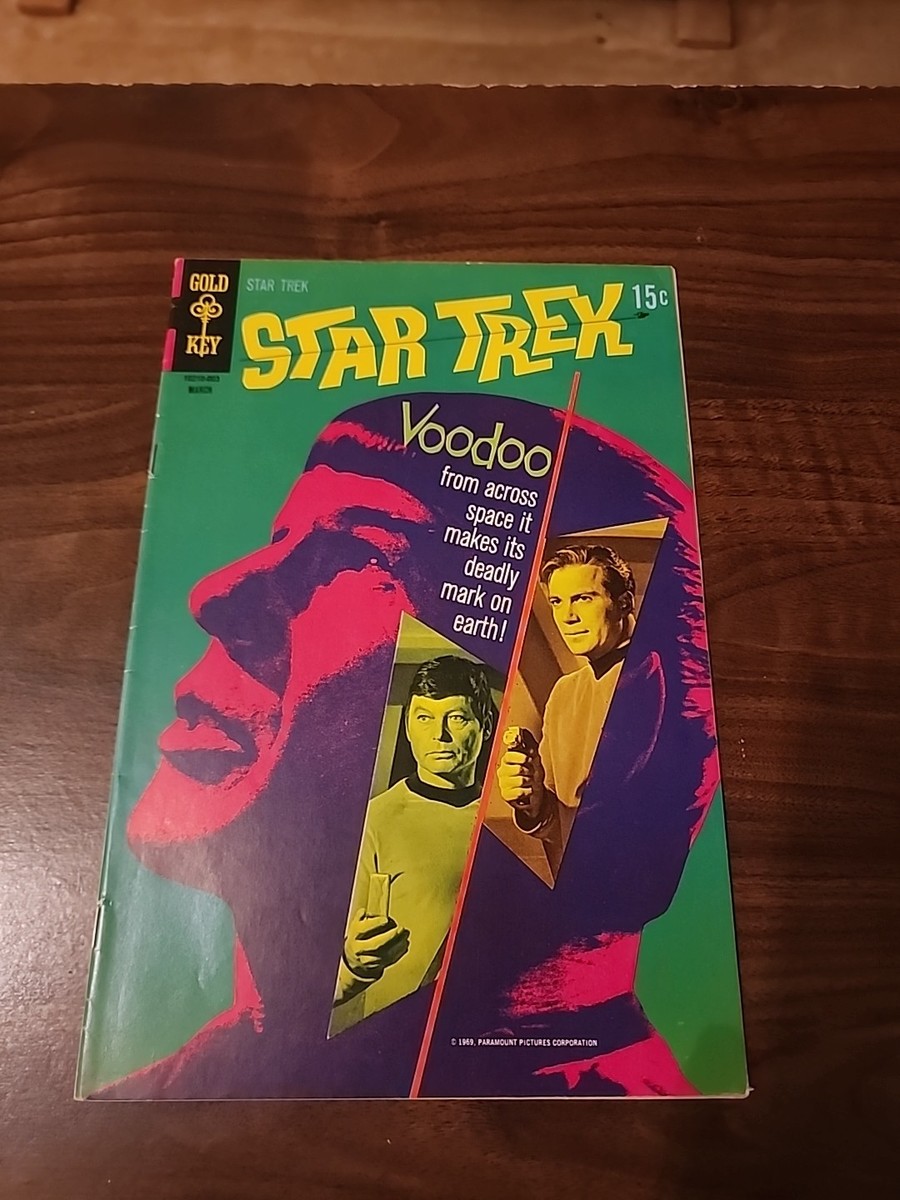 GOLD
KEY
STAR TREK
STAR TREK
15c
MARCH
Voodoo
from across
space it
makes its
deadly
mark on
earth!
© 1969, PARAMOUNT PICTURES CORPORATION